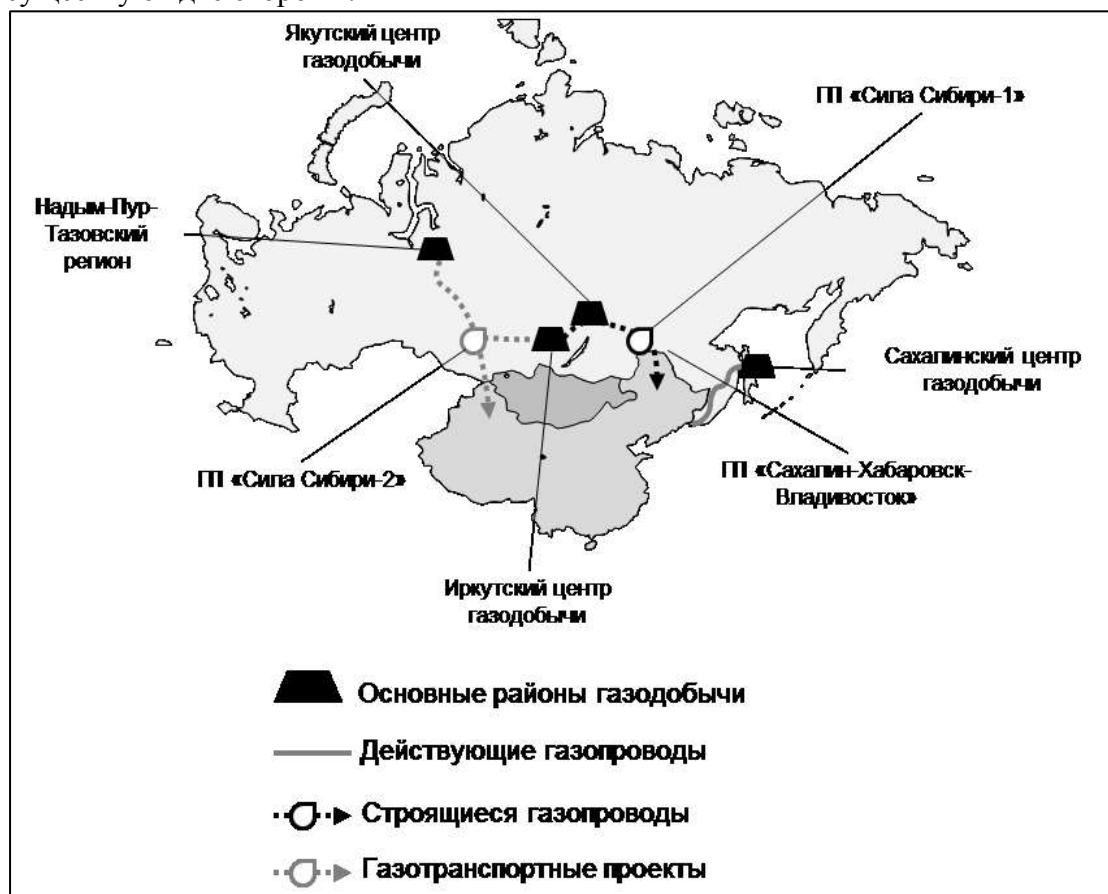 Якутский центр
газодобычи
ГП «Сила Сибири-1»
Надым-Пур-
Тазовский
регион
Сахалинский центр
газодобычи
ГП «Сила Сибири-2»
ГП «Сахалин-Хабаровск-
Владивосток»
Иркутский центр
газодобычи
Основные районы газодобычи
Действующие газопроводы
Строящиеся газопроводы
Газотранспортные проекты